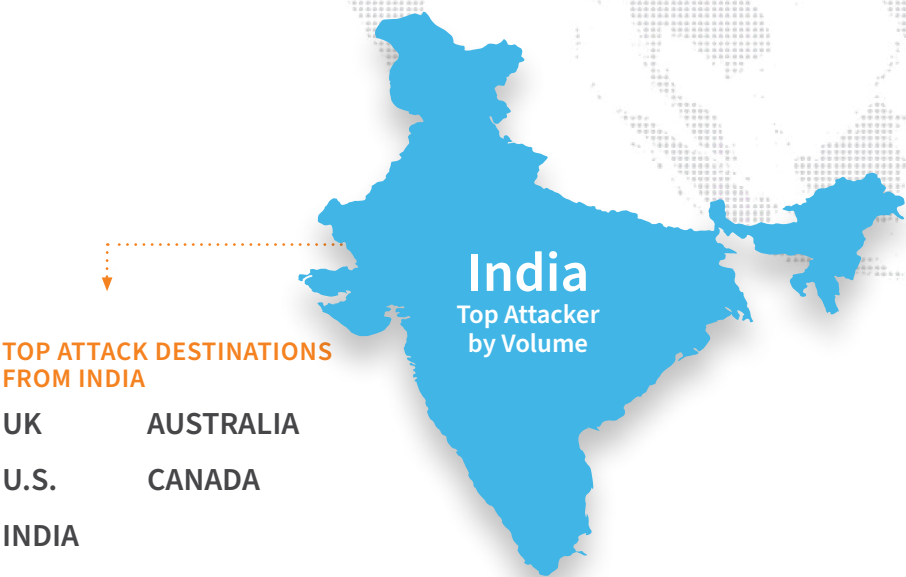 India
Top Attacker
by Volume
TOP ATTACK DESTINATIONS
FROM INDIA
UK
AUSTRALIA
U.S.
CANADA
INDIA